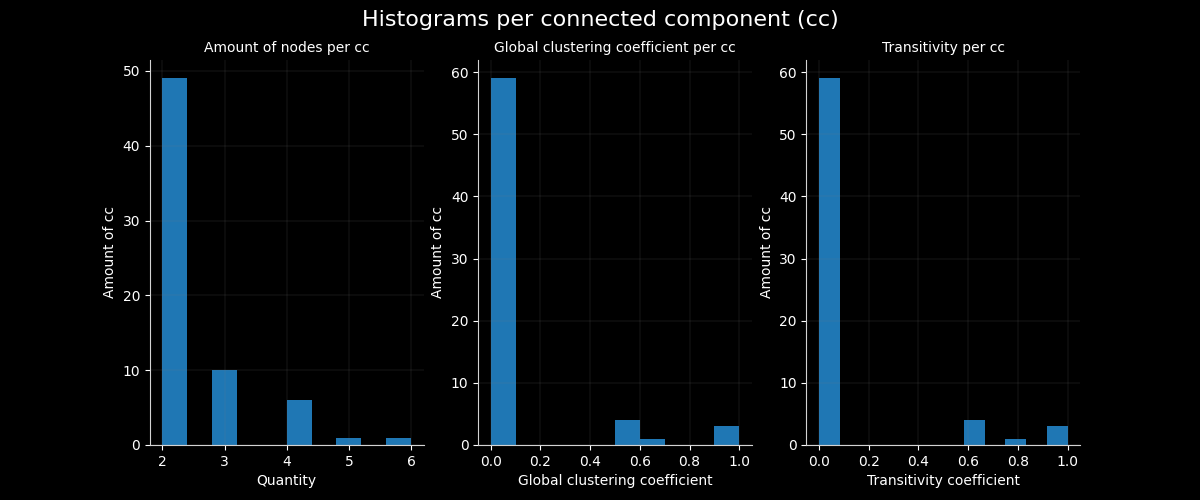 Histograms per connected component (cc)
Amount of nodes per cc
Amount of cc
50
40
30
20
10
0
2 3 4 5 6
Quantity
Global clustering coefficient per cc
Amount of cc
60
50
40
30
20
10
0
0.0 0.2 0.4 0.6 0.8 1.0
Global clustering coefficient
Transitivity per cc
Amount of cc
60
50
40
30
20
10
0
0.0 0.2 0.4 0.6 0.8 1.0
Transitivity coefficient